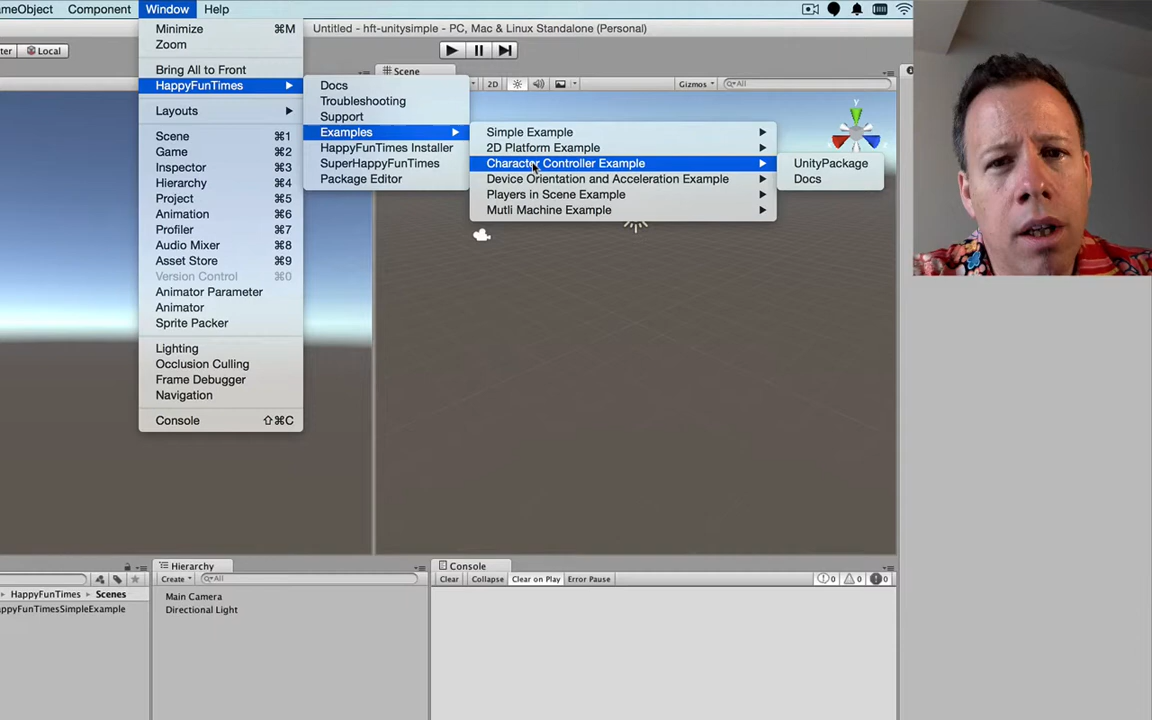 ameObject Component Window Help
Untitled - hft-unitysimple - PC, Mac & Linux Standalone (Personal)
ter Local
Minimize ⌘M
Zoom
Bring All to Front
HappyFunTimes
Layouts
Scene ⌘1
Game ⌘2
Inspector ⌘3
Hierarchy ⌘4
Project ⌘5
Animation ⌘6
Profiler ⌘7
Audio Mixer ⌘8
Asset Store ⌘9
Version Control ⌘0
Animator Parameter
Animator
Sprite Packer
Lighting
Occlusion Culling
Frame Debugger
Navigation
Console ⇧⌘C
Docs
Troubleshooting
Support
Examples
HappyFunTimes Installer
SuperHappyFunTimes
Package Editor
Simple Example
2D Platform Example
Character Controller Example
Device Orientation and Acceleration Example
Players in Scene Example
Mutli Machine Example
UnityPackage
Docs
Scene
2D Gizmos All
y
x
Hierarchy
Create All
Main Camera
Directional Light
HappyFunTimes Scenes
appyFunTimesSimpleExample
Console
Clear Collapse Clear on Play Error Pause 0 0 0